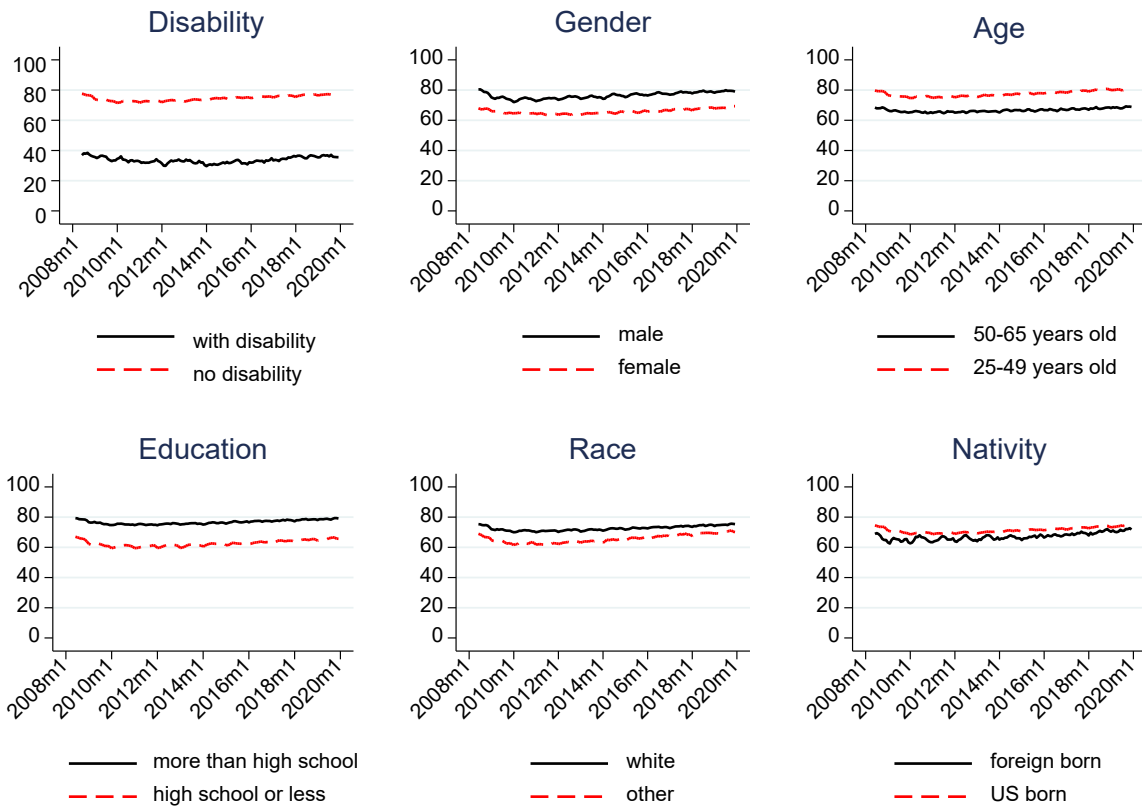 Disability
100
80
60
40
20
0
2008m1
2010m1
2012m1
2014m1
2016m1
2018m1
2020m1
with disability
no disability
Gender
100
80
60
40
20
0
2008m1
2010m1
2012m1
2014m1
2016m1
2018m1
2020m1
male
female
Age
100
80
60
40
20
0
2008m1
2010m1
2012m1
2014m1
2016m1
2018m1
2020m1
50-65 years old
25-49 years old
Education
100
80
60
40
20
0
2008m1
2010m1
2012m1
2014m1
2016m1
2018m1
2020m1
more than high school
high school or less
Race
100
80
60
40
20
0
2008m1
2010m1
2012m1
2014m1
2016m1
2018m1
2020m1
white
other
Nativity
100
80
60
40
20
0
2008m1
2010m1
2012m1
2014m1
2016m1
2018m1
2020m1
foreign born
US born